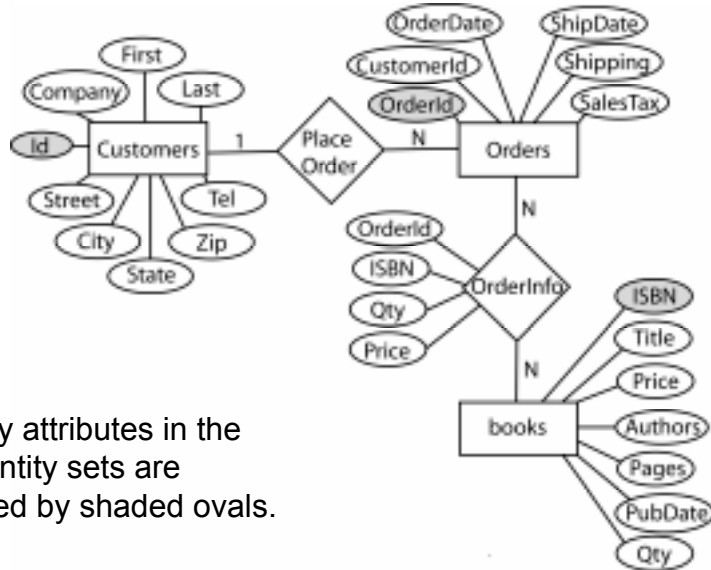 OrderDate
ShipDate
First
CustomerId
Shipping
Company
Last
OrderId
SalesTax
Id
Customers
1
Place
Order
N
Orders
Street
Tel
City
Zip
State
N
OrderId
ISBN
OrderInfo
Qty
Price
ISBN
Title
N
Price
books
Authors
Pages
PubDate
Qty
y attributes in the
ntity sets are
ed by shaded ovals.